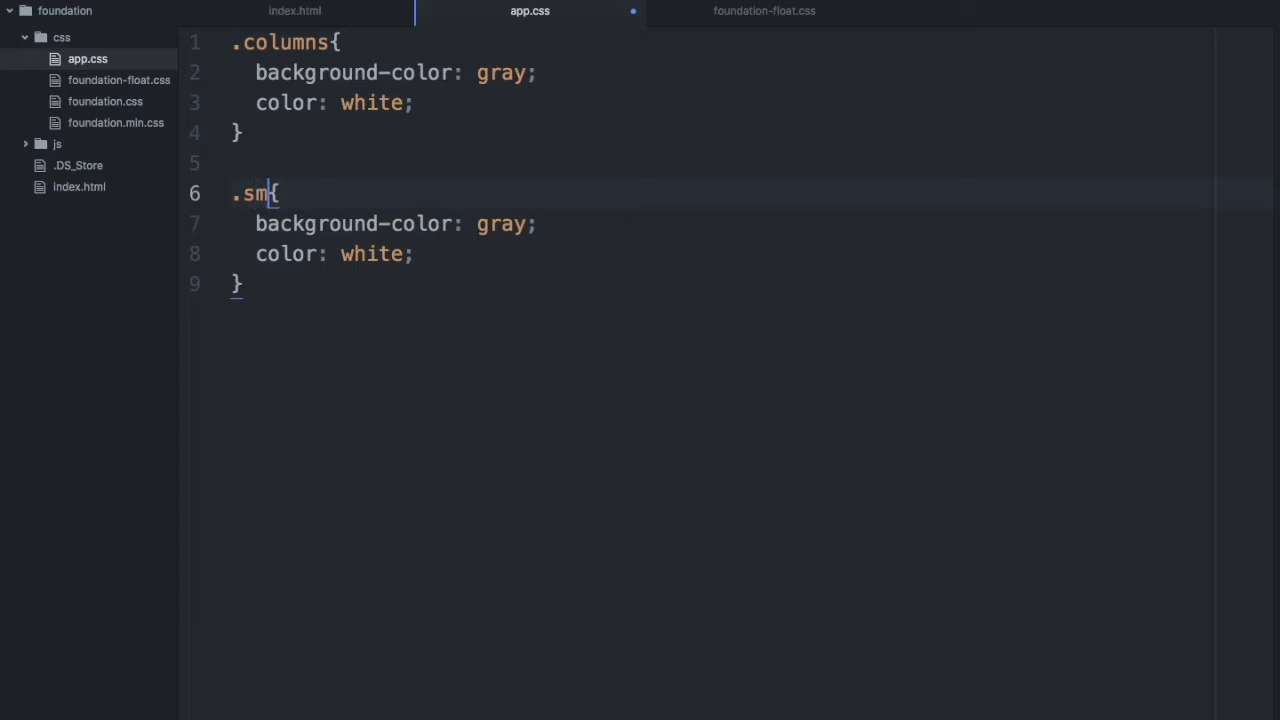 foundation
index.html
app.css
foundation-float.css
css
app.css
foundation-float.css
foundation.css
foundation.min.css
js
.DS_Store
index.html
1 .columns{
2 background-color: gray;
3 color: white;
4 }
5
6 .sm{
7 background-color: gray;
8 color: white;
9 }